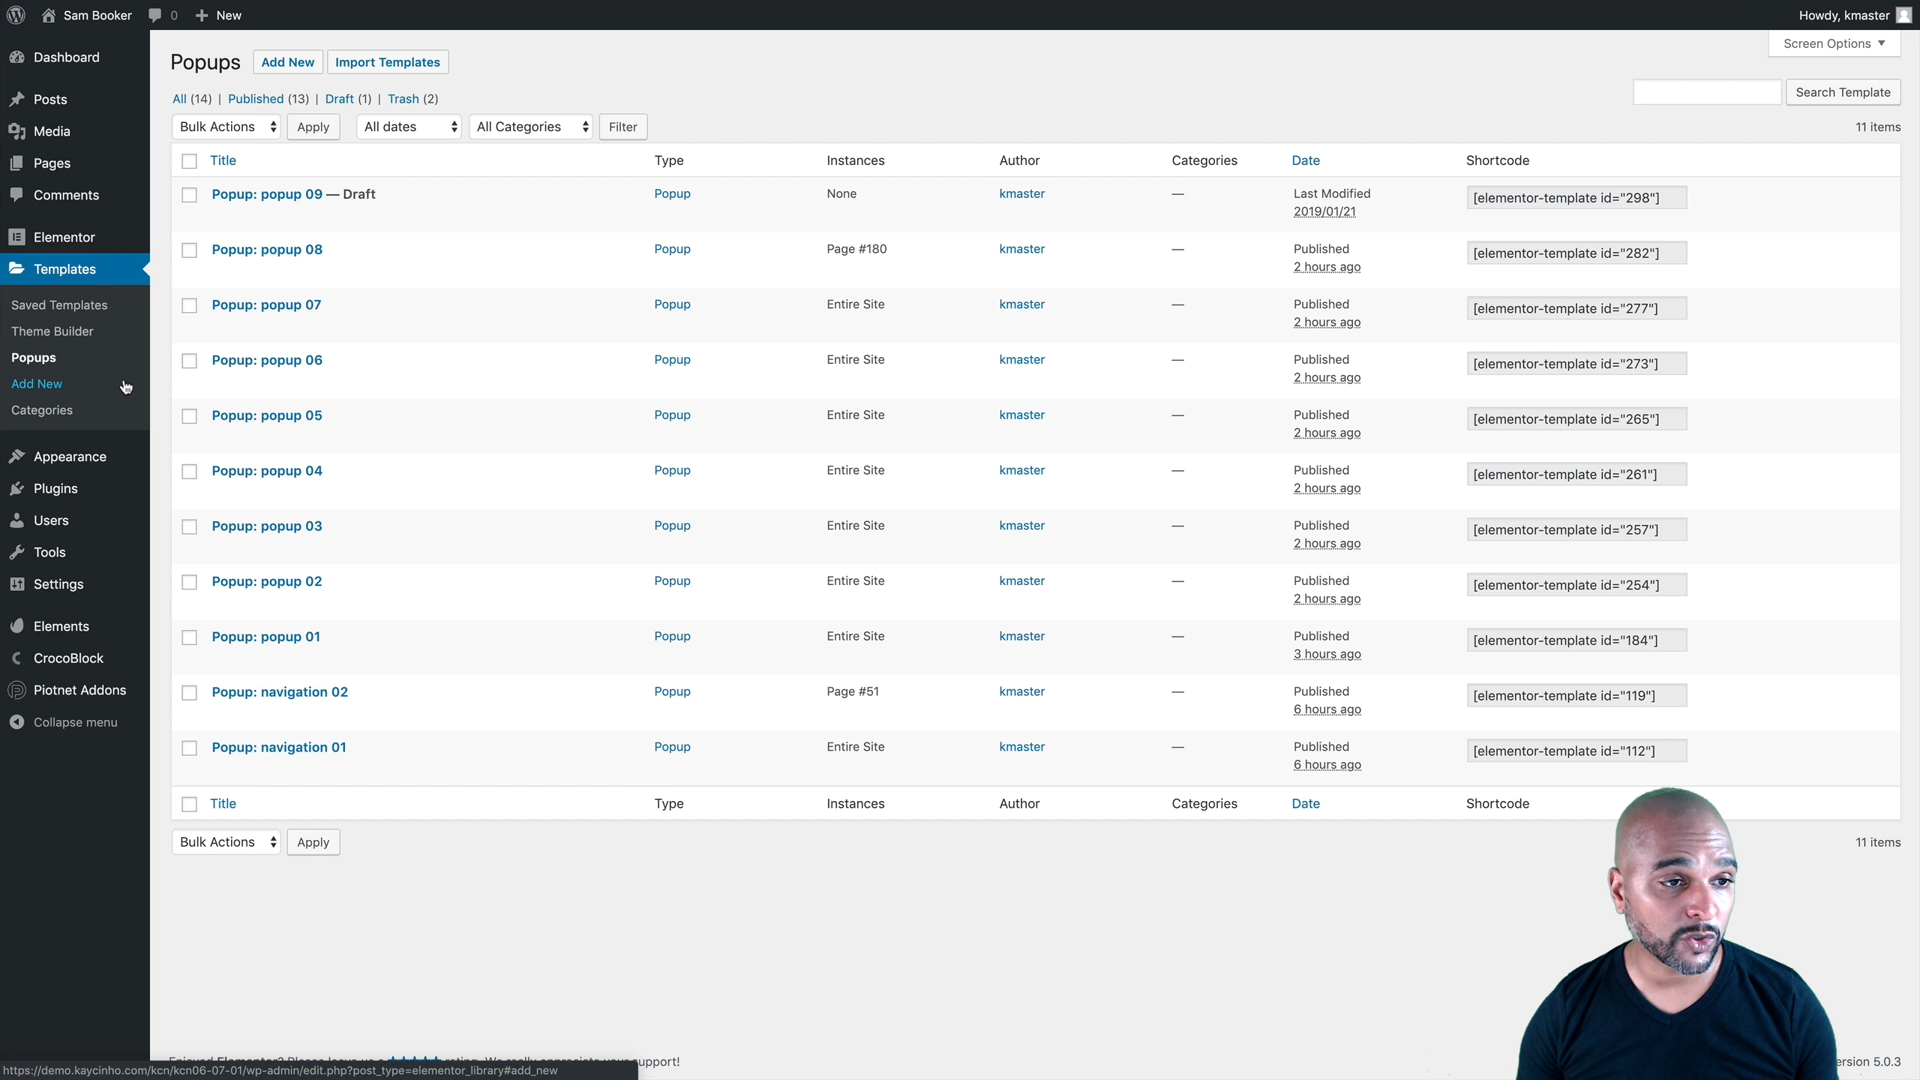 Sam Booker 0 New Howdy, kmaster
Screen Options
Dashboard
Posts
Media
Pages
Comments
Elementor
Templates
Saved Templates
Theme Builder
Popups
Add New
Categories
Appearance
Plugins
Users
Tools
Settings
Elements
CrocoBlock
Piotnet Addons
Collapse menu
Popups Add New Import Templates
All (14) | Published (13) | Draft (1) | Trash (2)
Search Template
Bulk Actions Apply All dates All Categories Filter 11 items
Title Type Instances Author Categories Date Shortcode
Popup: popup 09 — Draft Popup None kmaster — Last Modified [elementor-template id="298"]
2019/01/21
Popup: popup 08 Popup Page #180 kmaster — Published [elementor-template id="282"]
2 hours ago
Popup: popup 07 Popup Entire Site kmaster — Published [elementor-template id="277"]
2 hours ago
Popup: popup 06 Popup Entire Site kmaster — Published [elementor-template id="273"]
2 hours ago
Popup: popup 05 Popup Entire Site kmaster — Published [elementor-template id="265"]
2 hours ago
Popup: popup 04 Popup Entire Site kmaster — Published [elementor-template id="261"]
2 hours ago
Popup: popup 03 Popup Entire Site kmaster — Published [elementor-template id="257"]
2 hours ago
Popup: popup 02 Popup Entire Site kmaster — Published [elementor-template id="254"]
2 hours ago
Popup: popup 01 Popup Entire Site kmaster — Published [elementor-template id="184"]
3 hours ago
Popup: navigation 02 Popup Page #51 kmaster — Published [elementor-template id="119"]
6 hours ago
Popup: navigation 01 Popup Entire Site kmaster — Published [elementor-template id="112"]
6 hours ago
Title Type Instances Author Categories Date Shortcode
Bulk Actions Apply 11 items
Enjoyed Elementor? Please leave us a ★★★★★ rating. We really appreciate your support! ersion 5.0.3
https://demo.kaycinho.com/kcn/kcn06-07-01/wp-admin/edit.php?post_type=elementor_library#add_new